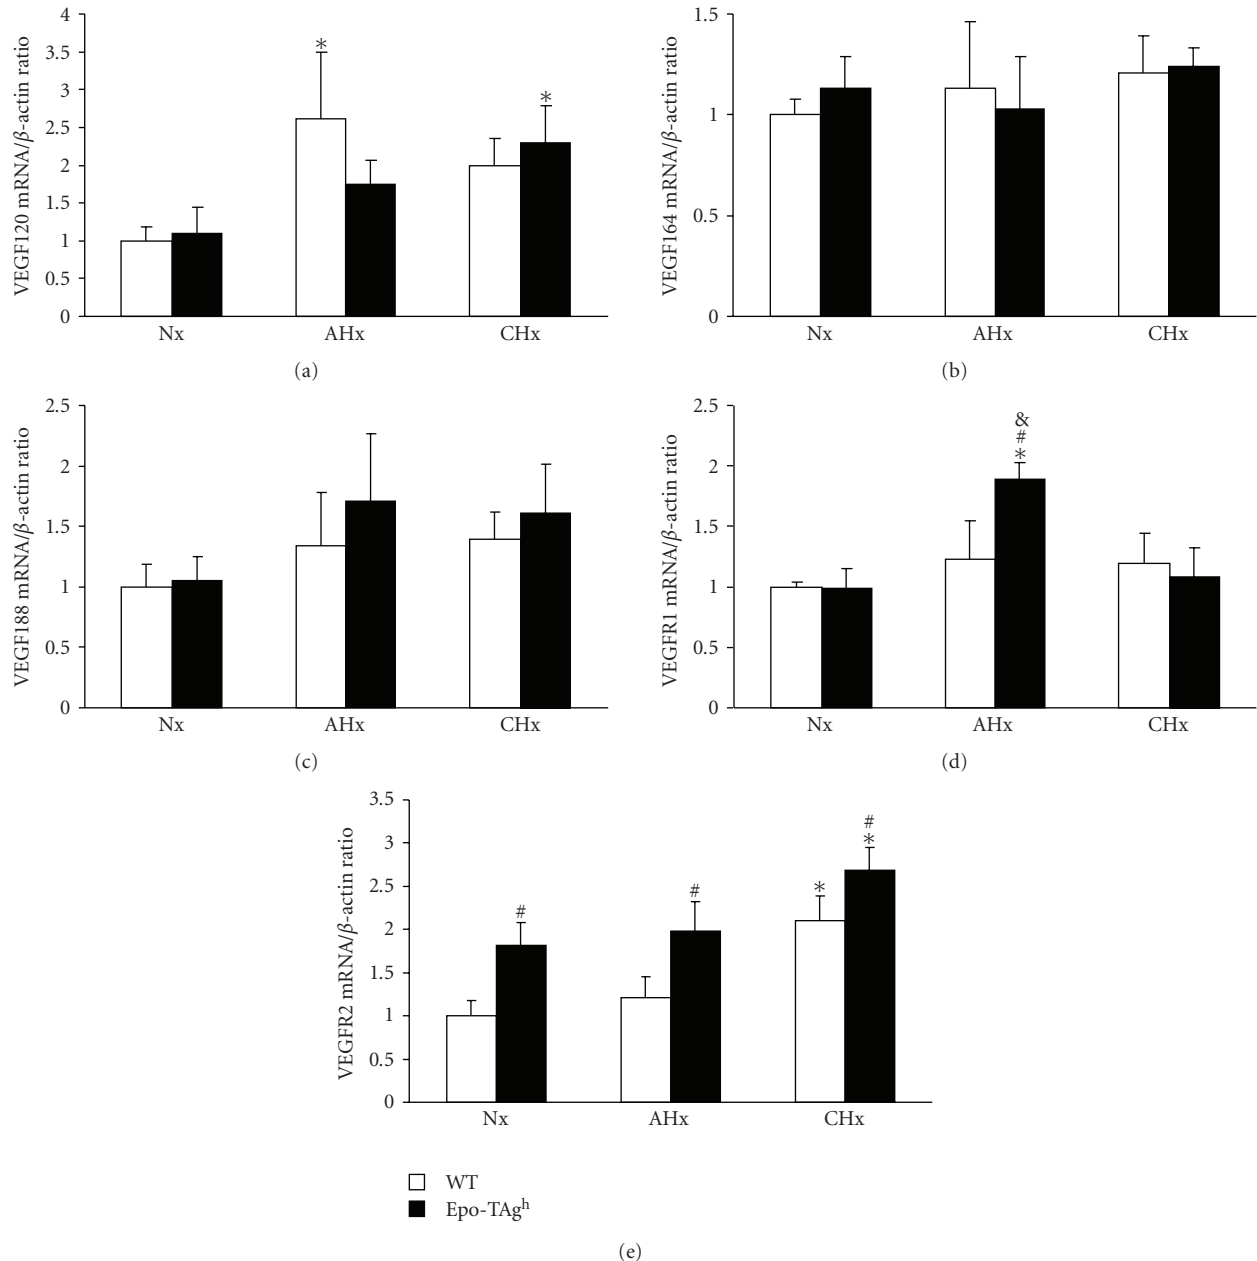 VEGF120 mRNA/β-actin ratio
4
3.5
3
2.5
2
1.5
1
0.5
0
*
*
Nx AHx CHx
(a)
VEGF164 mRNA/β-actin ratio
1.5
1
0.5
0
Nx AHx CHx
(b)
VEGF188 mRNA/β-actin ratio
2.5
2
1.5
1
0.5
0
Nx AHx CHx
(c)
VEGFR1 mRNA/β-actin ratio
2.5
2
1.5
1
0.5
0
&
#
*
Nx AHx CHx
(d)
VEGFR2 mRNA/β-actin ratio
3.5
3
2.5
2
1.5
1
0.5
0
#
#
*
#
*
Nx AHx CHx
WT
Epo-TAgʰ
(e)